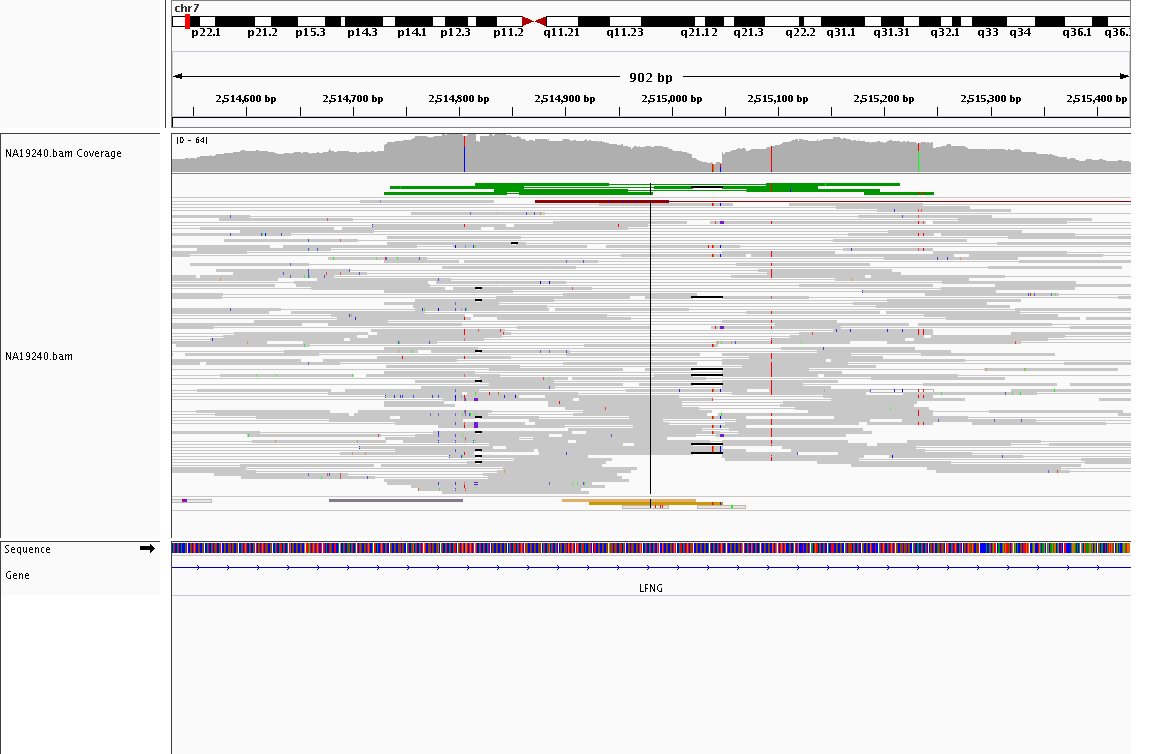 chr7
p22.1 p21.2 p15.3 p14.3 p14.1 p12.3 p11.2 q11.21 q11.23 q21.12 q21.3 q22.2 q31.1 q31.31 q32.1 q33 q34 q36.1 q36.
902 bp
2,514,600 bp 2,514,700 bp 2,514,800 bp 2,514,900 bp 2,515,000 bp 2,515,100 bp 2,515,200 bp 2,515,300 bp 2,515,400 bp
NA19240.bam Coverage
[0 - 64)
NA19240.bam
Sequence
Gene
LFNG